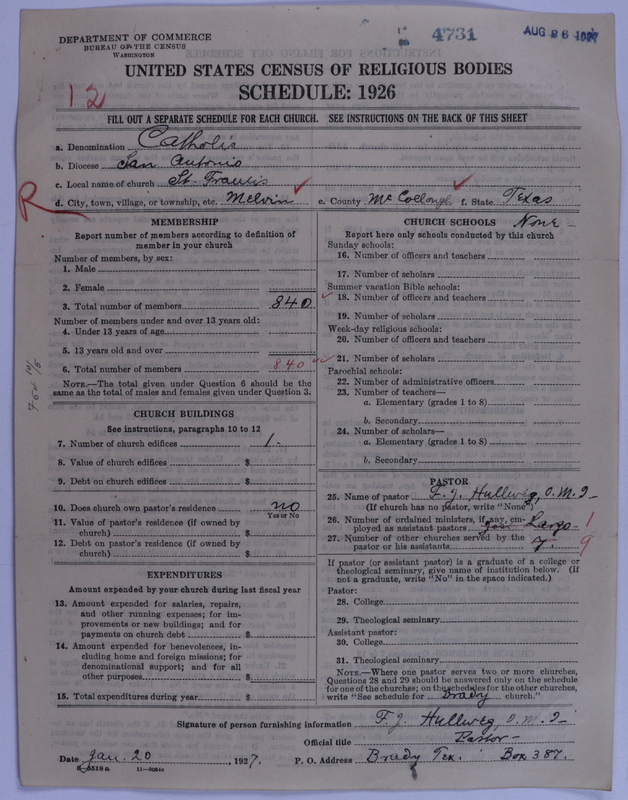 4731
AUG 26 1927
DEPARTMENT OF COMMERCE
BUREAU OF THE CENSUS
WASHINGTON
UNITED STATES CENSUS OF RELIGIOUS BODIES
SCHEDULE: 1926
12
FILL OUT A SEPARATE SCHEDULE FOR EACH CHURCH. SEE INSTRUCTIONS ON THE BACK OF THIS SHEET
a. Denomination Catholic
b. Diocese San Antonio
c. Local name of church St. Francis
R
d. City, town, village, or township, etc. Melvin e. County McCollough f. State Texas
MEMBERSHIP
Report number of members according to definition of member in your church
Number of members, by sex:
1. Male
2. Female
3. Total number of members 840
Number of members under and over 13 years old:
4. Under 13 years of age
5. 13 years old and over
6. Total number of members 840
NOTE.—The total given under Question 6 should be the
same as the total of males and females given under Question 3.
CHURCH BUILDINGS
See instructions, paragraphs 10 to 12
7. Number of church edifices 1-
8. Value of church edifices $
9. Debt on church edifices $
10. Does church own pastor's residence no
Yes or No
11. Value of pastor's residence (if owned by
church) $
12. Debt on pastor's residence (if owned by
church) $
EXPENDITURES
Amount expended by your church during last fiscal year
13. Amount expended for salaries, repairs,
and other running expenses; for im-
provements or new buildings; and for
payments on church debt $
14. Amount expended for benevolences, in-
cluding home and foreign missions; for
denominational support; and for all
other purposes $
15. Total expenditures during year $
CHURCH SCHOOLS None
Report here only schools conducted by this church
Sunday schools:
16. Number of officers and teachers
17. Number of scholars
Summer vacation Bible schools:
18. Number of officers and teachers
19. Number of scholars
Week-day religious schools:
20. Number of officers and teachers
21. Number of scholars
Parochial schools:
22. Number of administrative officers
23. Number of teachers—
a. Elementary (grades 1 to 8)
b. Secondary
24. Number of scholars—
a. Elementary (grades 1 to 8)
b. Secondary
PASTOR
25. Name of pastor F. J. Hullweg, O. M. I-
(If church has no pastor, write "None")
26. Number of ordained ministers, if any, em-
ployed as assistant pastors Largo- 1
27. Number of other churches served by the
pastor or his assistants 7. 9
If pastor (or assistant pastor) is a graduate of a college or
theological seminary, give name of institution below. (If
not a graduate, write "No" in the space indicated.)
Pastor:
28. College
29. Theological seminary
Assistant pastor:
30. College
31. Theological seminary
NOTE.—Where one pastor serves two or more churches,
Questions 28 and 29 should be answered only on the schedule
for one of the churches; on the schedules for the other churches,
write "See schedule for Brady church."
Signature of person furnishing information F. J. Hullweg, O. M. I-
Official title Pastor-
Date Jan. 20, 1927. P. O. Address Brady Tex. Box 387.